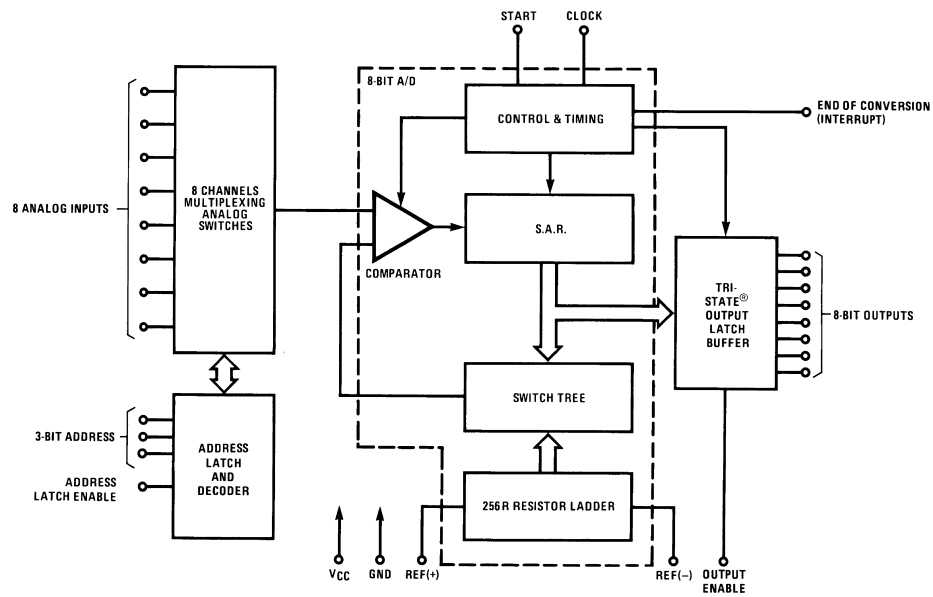 START
CLOCK
8-BIT A/D
CONTROL & TIMING
END OF CONVERSION
(INTERRUPT)
8 ANALOG INPUTS
8 CHANNELS
MULTIPLEXING
ANALOG
SWITCHES
S.A.R.
COMPARATOR
TRI-
STATE®
OUTPUT
LATCH
BUFFER
8-BIT OUTPUTS
SWITCH TREE
3-BIT ADDRESS
ADDRESS
LATCH ENABLE
ADDRESS
LATCH
AND
DECODER
256R RESISTOR LADDER
VCC
GND
REF(+)
REF(−)
OUTPUT
ENABLE